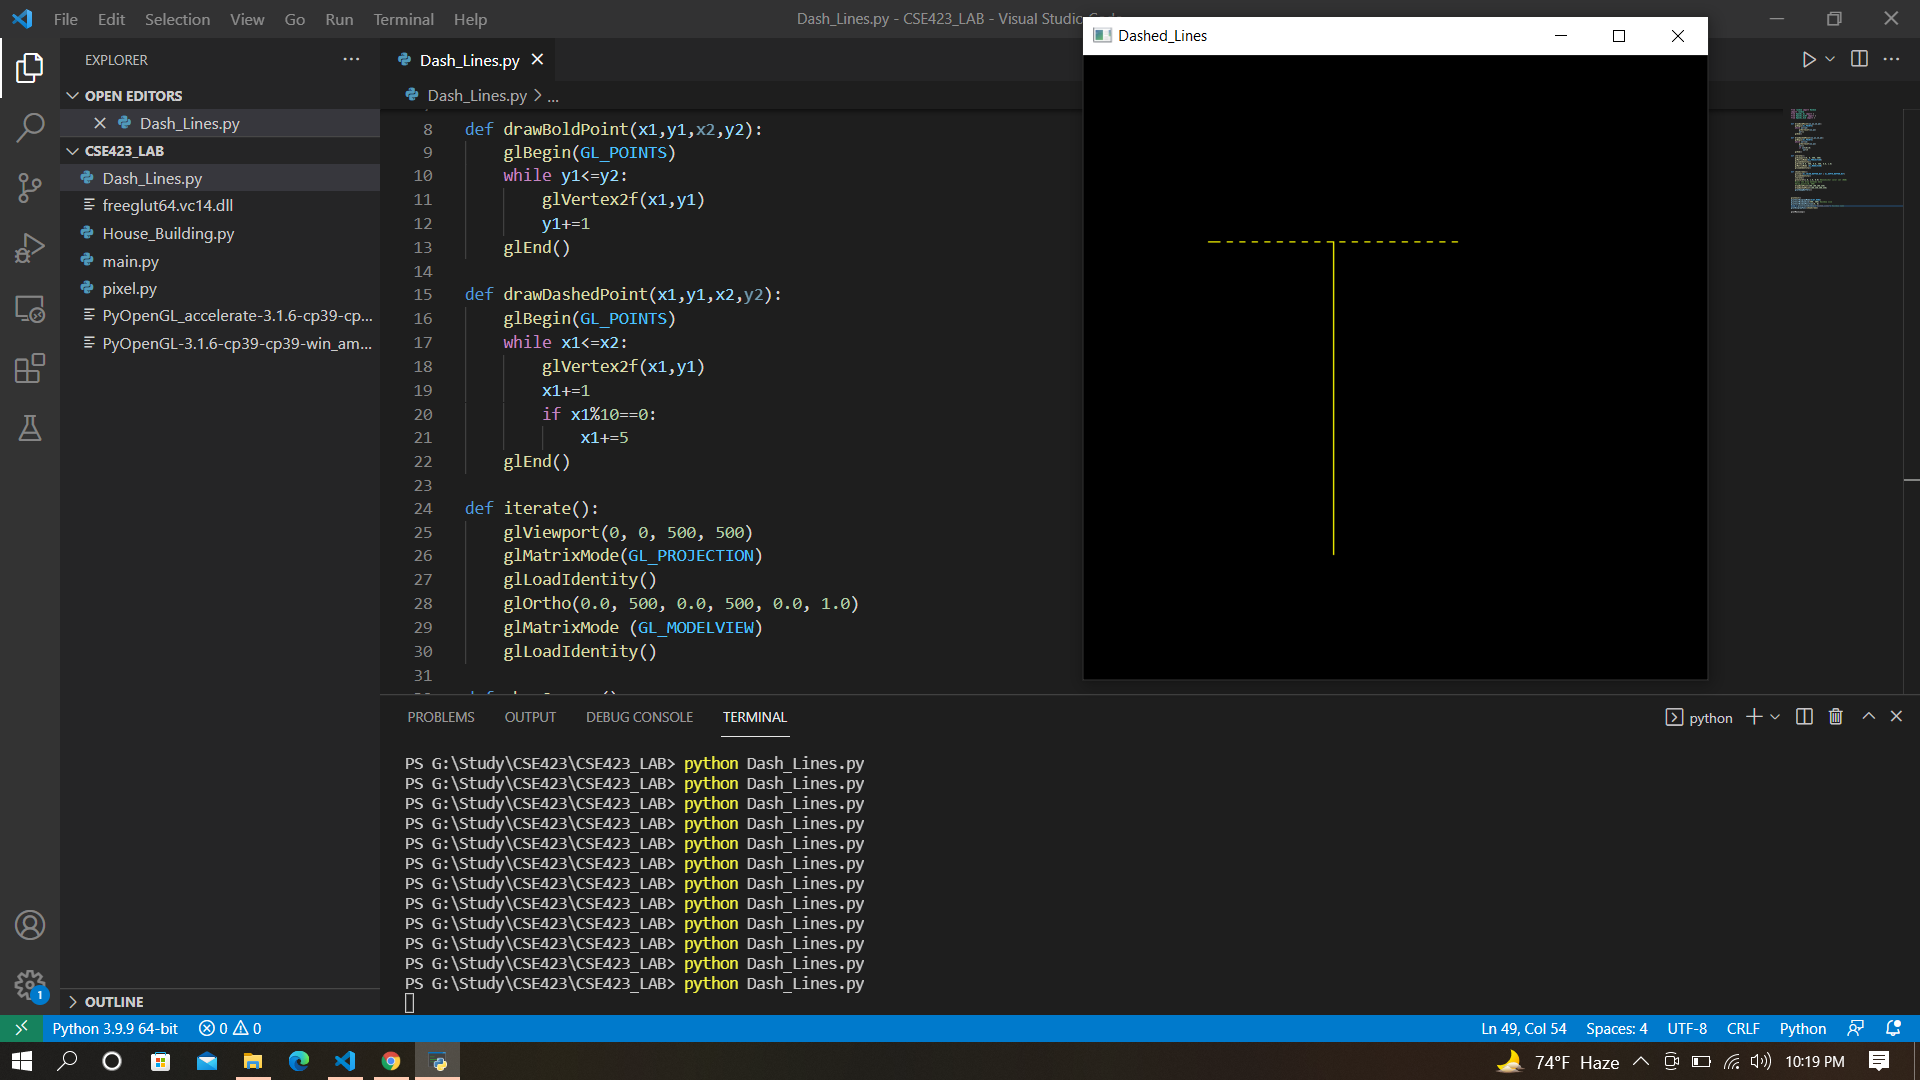 File Edit Selection View Go Run Terminal Help
Dash_Lines.py - CSE423_LAB - Visual Studio
Dashed_Lines
EXPLORER
OPEN EDITORS
Dash_Lines.py
CSE423_LAB
Dash_Lines.py
freeglut64.vc14.dll
House_Building.py
main.py
pixel.py
PyOpenGL_accelerate-3.1.6-cp39-cp...
PyOpenGL-3.1.6-cp39-cp39-win_am...
OUTLINE
Dash_Lines.py
Dash_Lines.py > ...
8 def drawBoldPoint(x1,y1,x2,y2):
9 glBegin(GL_POINTS)
10 while y1<=y2:
11 glVertex2f(x1,y1)
12 y1+=1
13 glEnd()
14
15 def drawDashedPoint(x1,y1,x2,y2):
16 glBegin(GL_POINTS)
17 while x1<=x2:
18 glVertex2f(x1,y1)
19 x1+=1
20 if x1%10==0:
21 x1+=5
22 glEnd()
23
24 def iterate():
25 glViewport(0, 0, 500, 500)
26 glMatrixMode(GL_PROJECTION)
27 glLoadIdentity()
28 glOrtho(0.0, 500, 0.0, 500, 0.0, 1.0)
29 glMatrixMode (GL_MODELVIEW)
30 glLoadIdentity()
31
PROBLEMS OUTPUT DEBUG CONSOLE TERMINAL
python
PS G:\Study\CSE423\CSE423_LAB> python Dash_Lines.py
PS G:\Study\CSE423\CSE423_LAB> python Dash_Lines.py
PS G:\Study\CSE423\CSE423_LAB> python Dash_Lines.py
PS G:\Study\CSE423\CSE423_LAB> python Dash_Lines.py
PS G:\Study\CSE423\CSE423_LAB> python Dash_Lines.py
PS G:\Study\CSE423\CSE423_LAB> python Dash_Lines.py
PS G:\Study\CSE423\CSE423_LAB> python Dash_Lines.py
PS G:\Study\CSE423\CSE423_LAB> python Dash_Lines.py
PS G:\Study\CSE423\CSE423_LAB> python Dash_Lines.py
PS G:\Study\CSE423\CSE423_LAB> python Dash_Lines.py
PS G:\Study\CSE423\CSE423_LAB> python Dash_Lines.py
PS G:\Study\CSE423\CSE423_LAB> python Dash_Lines.py
1
Python 3.9.9 64-bit 0 0 Ln 49, Col 54 Spaces: 4 UTF-8 CRLF Python
74°F Haze 10:19 PM